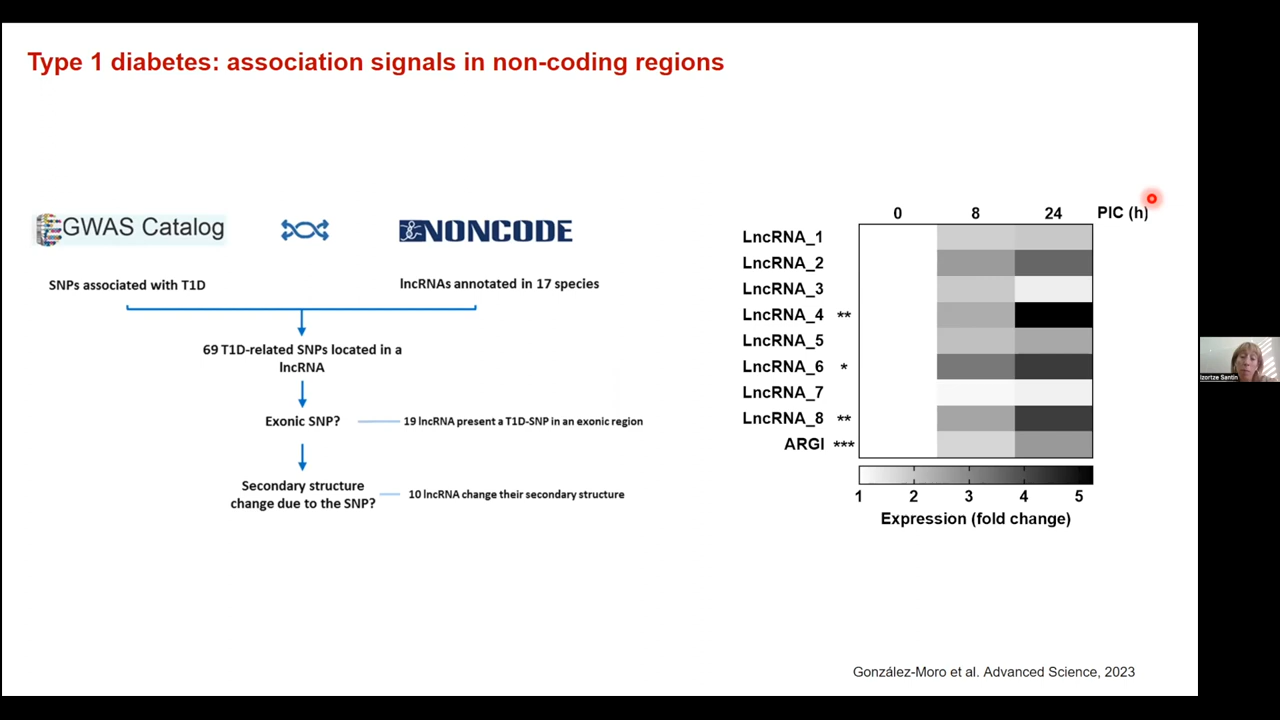 Type 1 diabetes: association signals in non-coding regions
GWAS Catalog
NONCODE
SNPs associated with T1D
lncRNAs annotated in 17 species
69 T1D-related SNPs located in a
lncRNA
Exonic SNP?
19 lncRNA present a T1D-SNP in an exonic region
Secondary structure
change due to the SNP?
10 lncRNA change their secondary structure
0 8 24 PIC (h)
LncRNA_1
LncRNA_2
LncRNA_3
LncRNA_4 **
LncRNA_5
LncRNA_6 *
LncRNA_7
LncRNA_8 **
ARGI ***
1 2 3 4 5
Expression (fold change)
González-Moro et al. Advanced Science, 2023
Izortze Santin